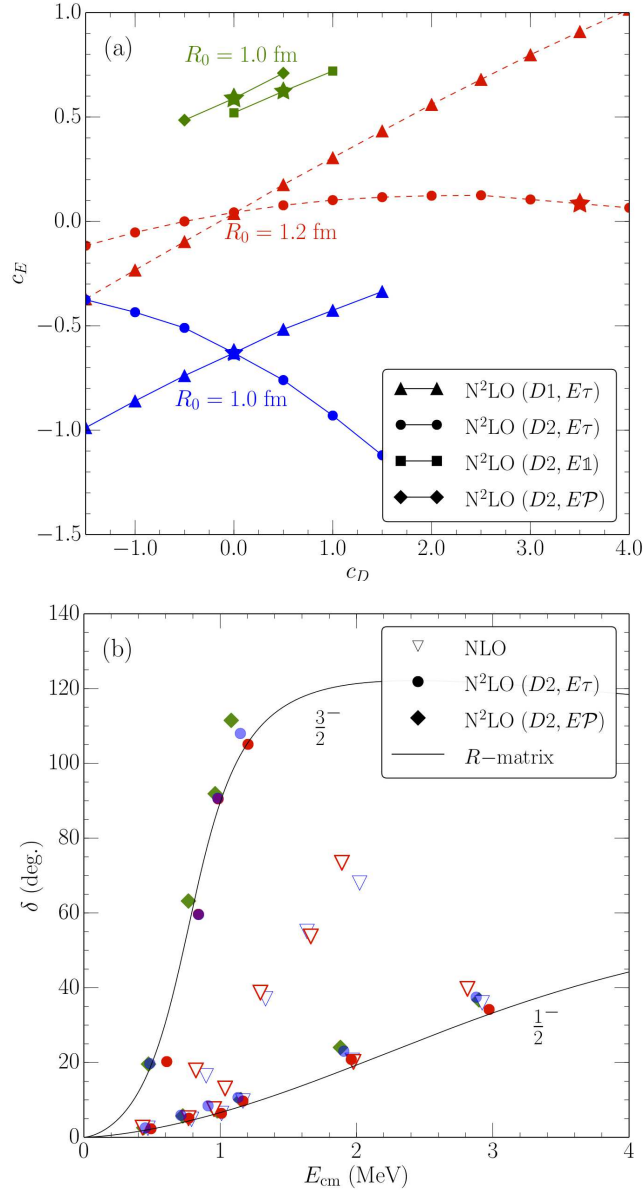 (a)
R₀ = 1.0 fm
R₀ = 1.2 fm
R₀ = 1.0 fm
1.0
0.5
0.0
−0.5
−1.0
−1.5
c_E
N²LO (D1, Eτ)
N²LO (D2, Eτ)
N²LO (D2, E𝟙)
N²LO (D2, E𝒫)
−1.0 0.0 1.0 2.0 3.0 4.0
c_D
(b)
140
120
100
80
60
40
20
0
δ (deg.)
NLO
N²LO (D2, Eτ)
N²LO (D2, E𝒫)
R−matrix
3/2⁻
1/2⁻
0 1 2 3 4
E_cm (MeV)